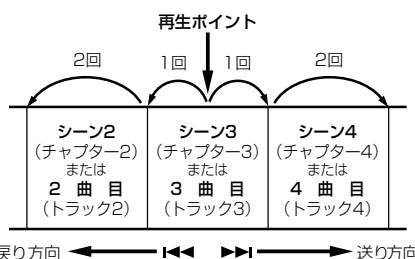 再生ポイント
2回 1回 1回 2回
シーン2 シーン3 シーン4
(チャプター2) (チャプター3) (チャプター4)
または または または
2 曲 目 3 曲 目 4 曲 目
(トラック2) (トラック3) (トラック4)
戻り方向 送り方向